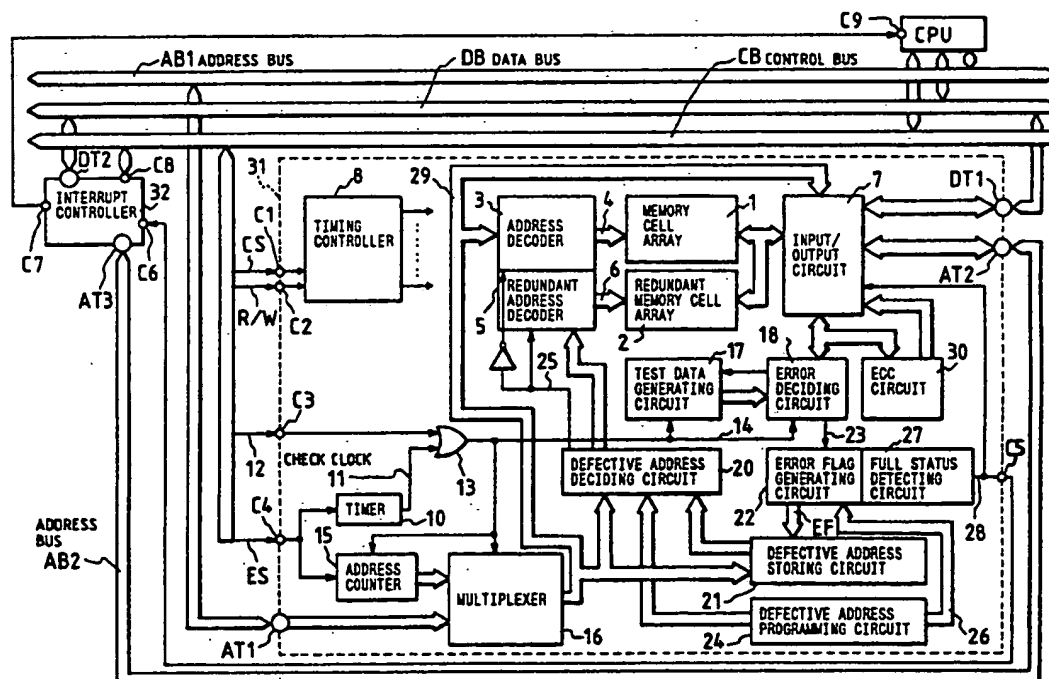 C9
CPU
AB1 ADDRESS BUS
DB DATA BUS
CB CONTROL BUS
DT2
C8
31
8
29
3
4
1
7
DT1
32
INTERRUPT
CONTROLLER
C7
C6
AT3
C1
CS
R/W
C2
TIMING
CONTROLLER
ADDRESS
DECODER
MEMORY
CELL
ARRAY
INPUT/
OUTPUT
CIRCUIT
AT2
5
REDUNDANT
ADDRESS
DECODER
6
REDUNDANT
MEMORY CELL
ARRAY
2
25
17
18
30
TEST DATA
GENERATING
CIRCUIT
ERROR
DECIDING
CIRCUIT
ECC
CIRCUIT
C3
12
CHECK CLOCK
11
13
14
23
27
C5
DEFECTIVE ADDRESS
DECIDING CIRCUIT
20
22
ERROR FLAG
GENERATING
CIRCUIT
FULL STATUS
DETECTING
CIRCUIT
28
C4
TIMER
10
EF
ADDRESS
BUS
AB2
ES
15
ADDRESS
COUNTER
MULTIPLEXER
16
DEFECTIVE ADDRESS
STORING CIRCUIT
21
DEFECTIVE ADDRESS
PROGRAMMING CIRCUIT
24
26
AT1